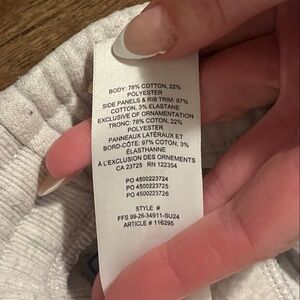 BODY: 78% COTTON, 22%
POLYESTER
SIDE PANELS & RIB TRIM: 97%
COTTON, 3% ELASTANE
EXCLUSIVE OF ORNAMENTATION
TRONC: 78% COTON, 22%
POLYESTER
PANNEAUX LATÉRAUX ET
BORD-CÔTE: 97% COTON, 3%
ÉLASTHANNE
À L'EXCLUSION DES ORNEMENTS
CA 23725 RN 122354
PO 4500223724
PO 4500223725
PO 4500223725
STYLE #
FFS 99-26-34911-SU24
ARTICLE # 116295